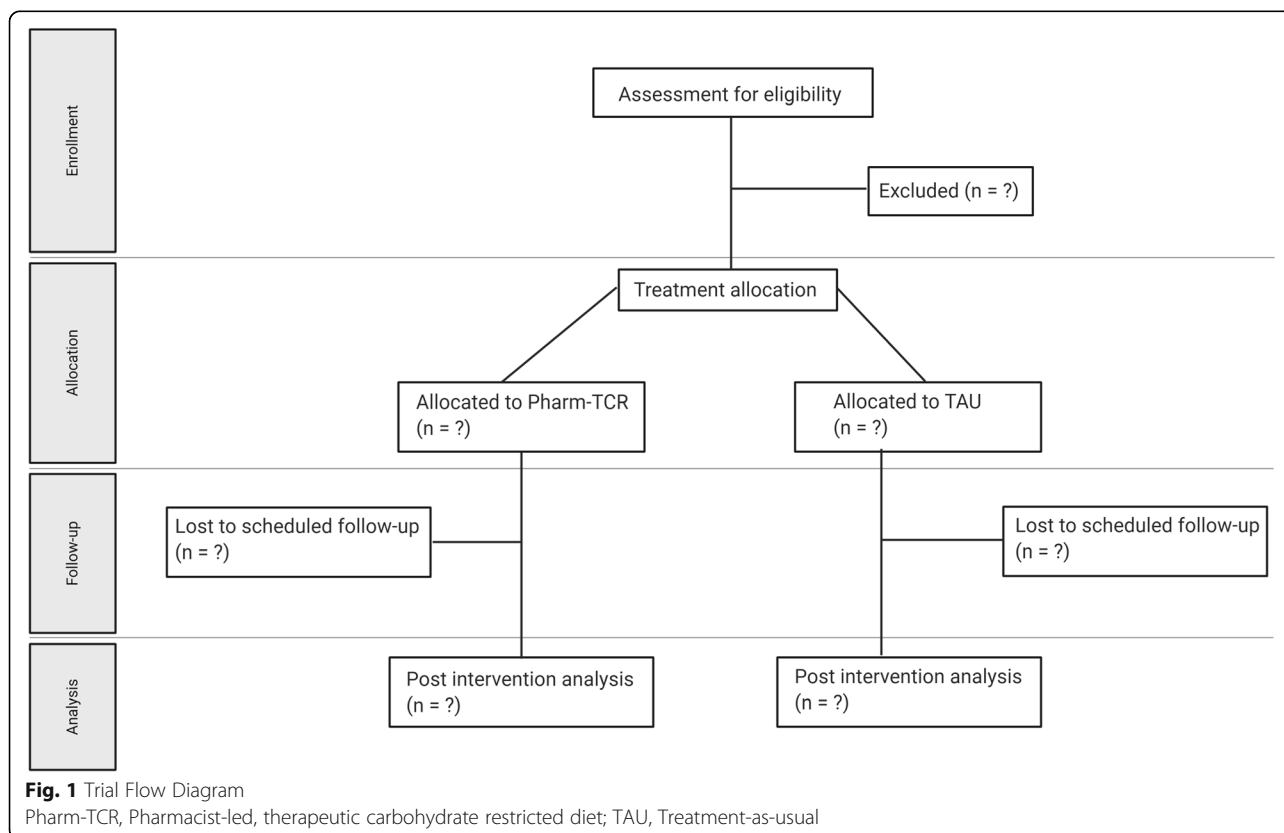 Enrollment
Assessment for eligibility
Excluded (n = ?)
Allocation
Treatment allocation
Allocated to Pharm-TCR
(n = ?)
Allocated to TAU
(n = ?)
Follow-up
Lost to scheduled follow-up
(n = ?)
Lost to scheduled follow-up
(n = ?)
Analysis
Post intervention analysis
(n = ?)
Post intervention analysis
(n = ?)
Fig. 1 Trial Flow Diagram
Pharm-TCR, Pharmacist-led, therapeutic carbohydrate restricted diet; TAU, Treatment-as-usual